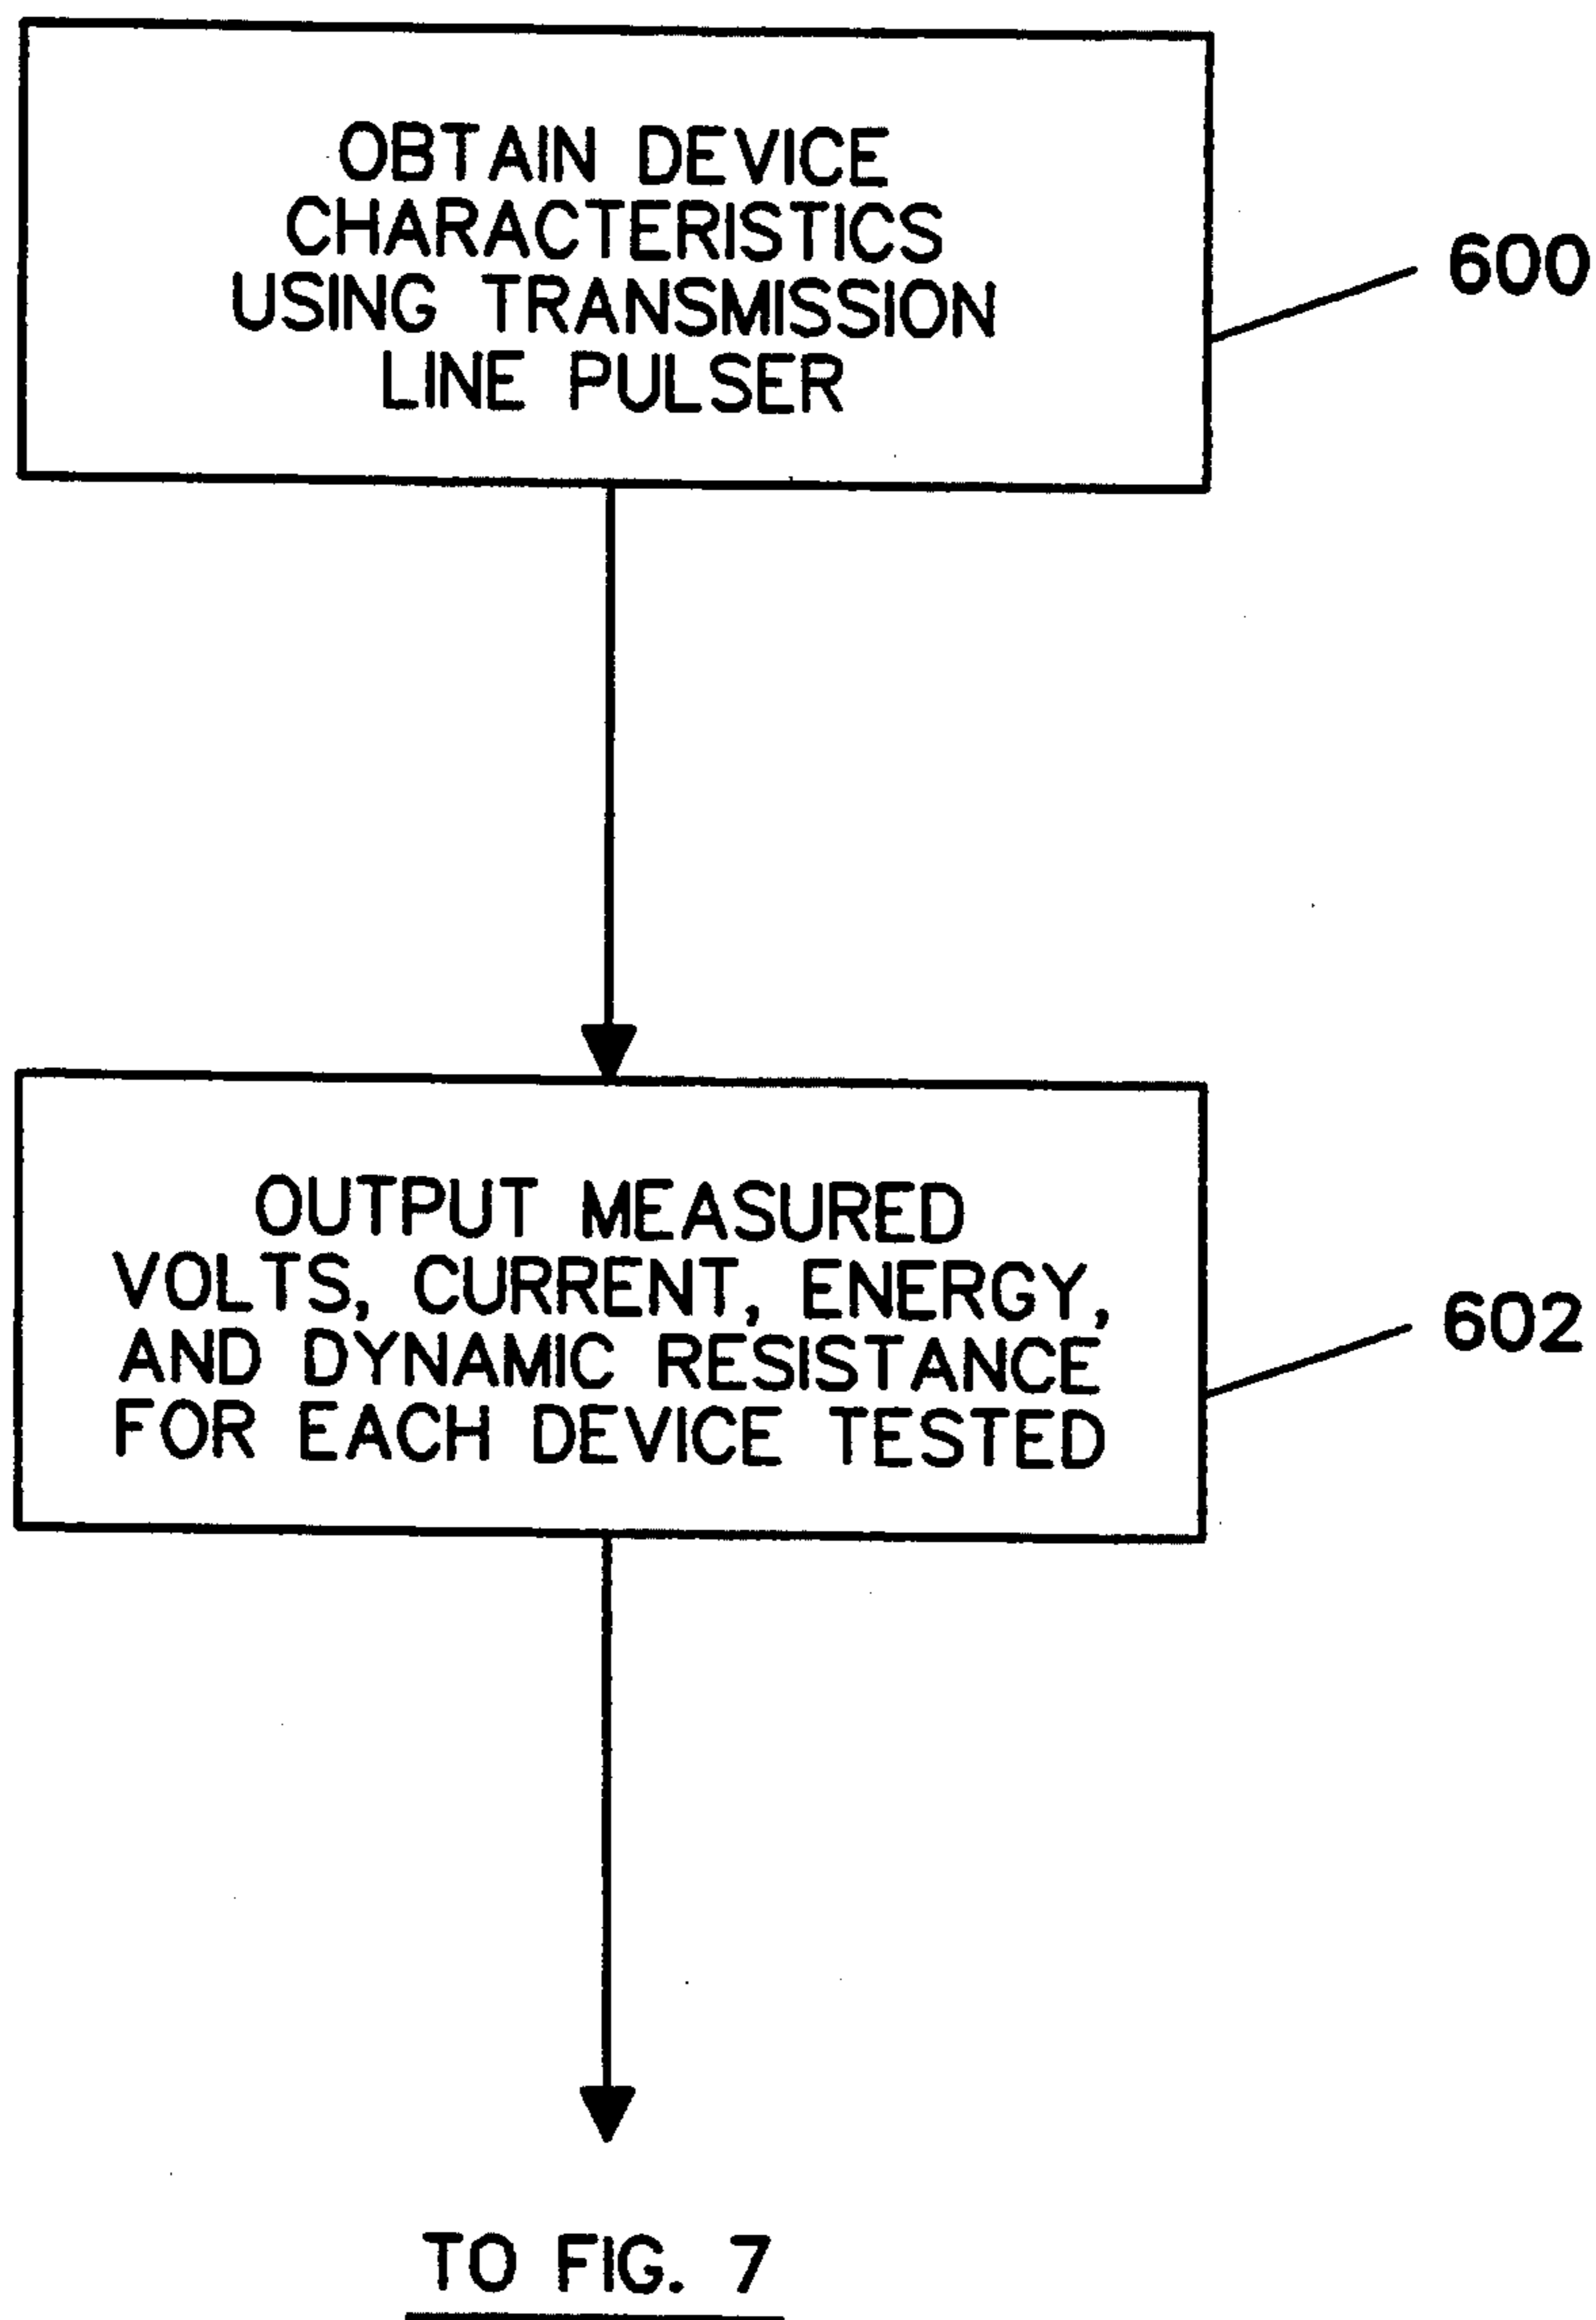 OBTAIN DEVICE
CHARACTERISTICS
USING TRANSMISSION
LINE PULSER
600
OUTPUT MEASURED
VOLTS, CURRENT, ENERGY,
AND DYNAMIC RESISTANCE
FOR EACH DEVICE TESTED
602
TO FIG. 7